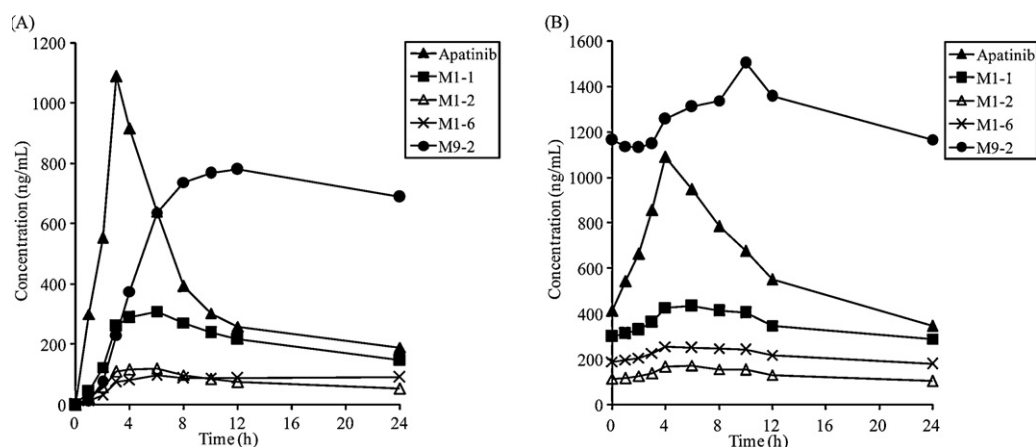 (A)
1200
1000
800
600
400
200
0
0 4 8 12 16 20 24
Concentration (ng/mL)
Time (h)
Apatinib
M1-1
M1-2
M1-6
M9-2
(B)
1600
1400
1200
1000
800
600
400
200
0
0 4 8 12 16 20 24
Concentration (ng/mL)
Time (h)
Apatinib
M1-1
M1-2
M1-6
M9-2